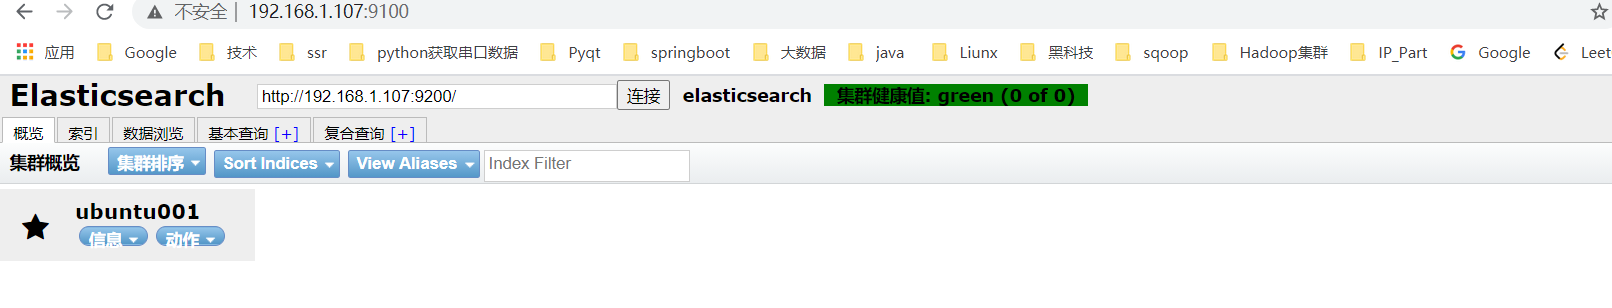 不安全 | 192.168.1.107:9100
应用 Google 技术 ssr python获取串口数据 Pyqt springboot 大数据 java Liunx 黑科技 sqoop Hadoop集群 IP_Part Google Leet
Elasticsearch http://192.168.1.107:9200/ 连接 elasticsearch 集群健康值: green (0 of 0)
概览 索引 数据浏览 基本查询 [+] 复合查询 [+]
集群概览 集群排序 Sort Indices View Aliases Index Filter
ubuntu001
信息 动作